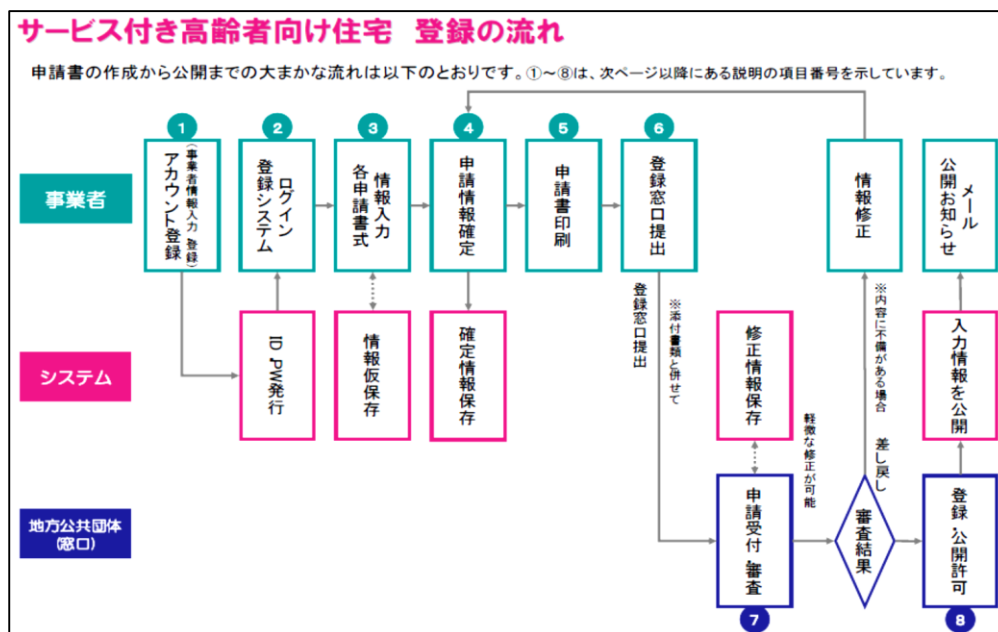 サービス付き高齢者向け住宅 登録の流れ
申請書の作成から公開までの大まかな流れは以下のとおりです。①～⑧は、次ページ以降にある説明の項目番号を示しています。
事業者
1
アカウント登録
(事業者情報入力 登録)
2
登録システム
ログイン
3
各申請書式
情報入力
4
申請情報確定
5
申請書印刷
6
登録窓口提出
情報修正
公開お知らせ
メール
システム
ID・PW発行
情報仮保存
確定情報保存
登録窓口提出
※添付書類と併せて
修正情報保存
軽微な修正が可能
※内容に不備がある場合
差し戻し
入力情報を公開
地方公共団体
(窓口)
申請受付・審査
7
審査結果
登録・公開許可
8